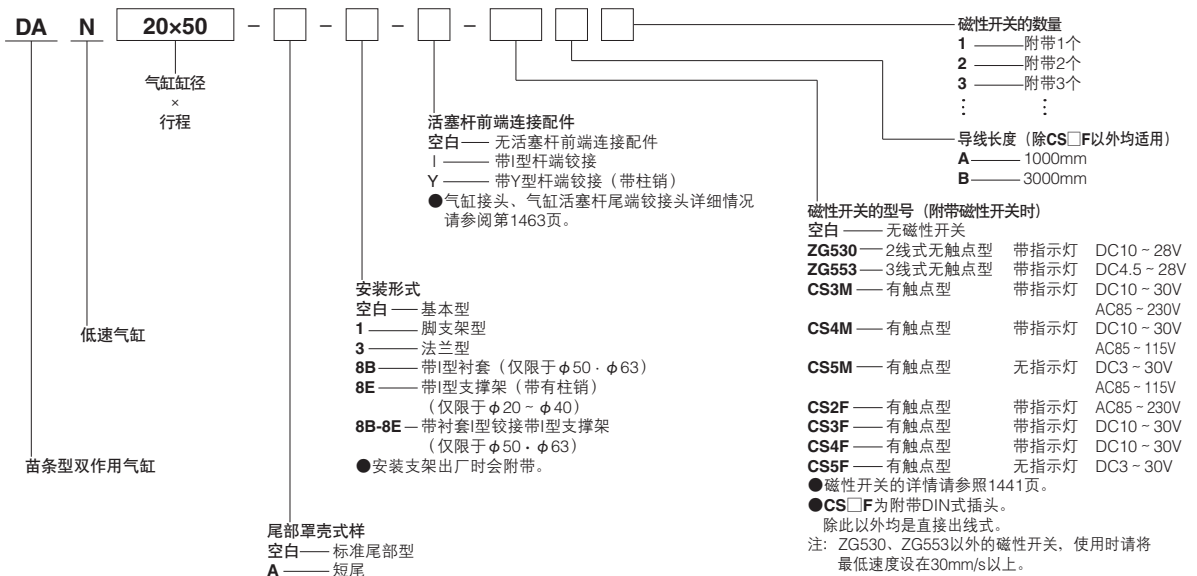 DA N 20×50 - □ - □ - □ - □ □ □
气缸缸径
×
行程
低速气缸
苗条型双作用气缸
尾部罩壳式样
空白 标准尾部型
A 短尾
安装形式
空白 基本型
1 脚支架型
3 法兰型
8B 带I型衬套（仅限于φ50·φ63）
8E 带I型支撑架（带有柱销）
（仅限于φ20~φ40）
8B-8E 带衬套I型铰接带I型支撑架
（仅限于φ50·φ63）
●安装支架出厂时会附带。
活塞杆前端连接配件
空白 无活塞杆前端连接配件
I 带I型杆端铰接
Y 带Y型杆端铰接（带柱销）
●气缸接头、气缸活塞杆尾端铰接头详细情况
请参阅第1463页。
磁性开关的型号（附带磁性开关时）
空白 无磁性开关
ZG530 2线式无触点型 带指示灯 DC10~28V
ZG553 3线式无触点型 带指示灯 DC4.5~28V
CS3M 有触点型 带指示灯 DC10~30V
AC85~230V
CS4M 有触点型 带指示灯 DC10~30V
AC85~115V
CS5M 有触点型 无指示灯 DC3~30V
AC85~115V
CS2F 有触点型 带指示灯 AC85~230V
CS3F 有触点型 带指示灯 DC10~30V
CS4F 有触点型 带指示灯 DC10~30V
CS5F 有触点型 无指示灯 DC3~30V
●磁性开关的详情请参照1441页。
●CS□F为附带DIN式插头。
除此以外均是直接出线式。
注: ZG530、ZG553以外的磁性开关，使用时请将
最低速度设在30mm/s以上。
导线长度（除CS□F以外均适用）
A 1000mm
B 3000mm
磁性开关的数量
1 附带1个
2 附带2个
3 附带3个
⋮ ⋮